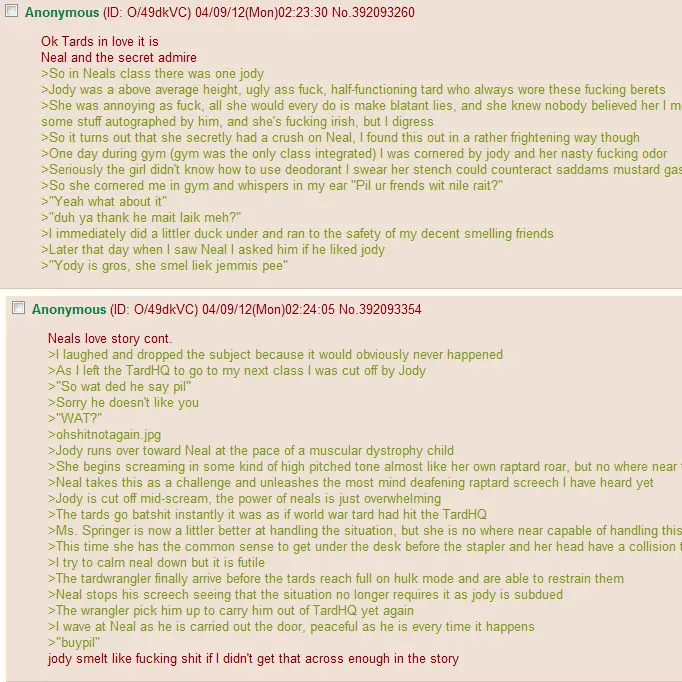 Anonymous (ID: O/49dkVC) 04/09/12(Mon)02:23:30 No.392093260
Ok Tards in love it is
Neal and the secret admire
>So in Neals class there was one jody
>Jody was a above average height, ugly ass fuck, half-functioning tard who always wore these fucking berets
>She was annoying as fuck, all she would every do is make blatant lies, and she knew nobody believed her I m
some stuff autographed by him, and she's fucking irish, but I digress
>So it turns out that she secretly had a crush on Neal, I found this out in a rather frightening way though
>One day during gym (gym was the only class integrated) I was cornered by jody and her nasty fucking odor
>Seriously the girl didn't know how to use deodorant I swear her stench could counteract saddams mustard gas
>So she cornered me in gym and whispers in my ear "Pil ur frends wit nile rait?"
>"Yeah what about it"
>"duh ya thank he mait laik meh?"
>I immediately did a littler duck under and ran to the safety of my decent smelling friends
>Later that day when I saw Neal I asked him if he liked jody
>"Yody is gros, she smel liek jemmis pee"
Anonymous (ID: O/49dkVC) 04/09/12(Mon)02:24:05 No.392093354
Neals love story cont.
>I laughed and dropped the subject because it would obviously never happened
>As I left the TardHQ to go to my next class I was cut off by Jody
>"So wat ded he say pil"
>Sorry he doesn't like you
>"WAT?"
>ohshitnotagain.jpg
>Jody runs over toward Neal at the pace of a muscular dystrophy child
>She begins screaming in some kind of high pitched tone almost like her own raptard roar, but no where near
>Neal takes this as a challenge and unleashes the most mind deafening raptard screech I have heard yet
>Jody is cut off mid-scream, the power of neals is just overwhelming
>The tards go batshit instantly it was as if world war tard had hit the TardHQ
>Ms. Springer is now a littler better at handling the situation, but she is no where near capable of handling this
>This time she has the common sense to get under the desk before the stapler and her head have a collision
>I try to calm neal down but it is futile
>The tardwrangler finally arrive before the tards reach full on hulk mode and are able to restrain them
>Neal stops his screech seeing that the situation no longer requires it as jody is subdued
>The wrangler pick him up to carry him out of TardHQ yet again
>I wave at Neal as he is carried out the door, peaceful as he is every time it happens
>"buypil"
jody smelt like fucking shit if I didn't get that across enough in the story